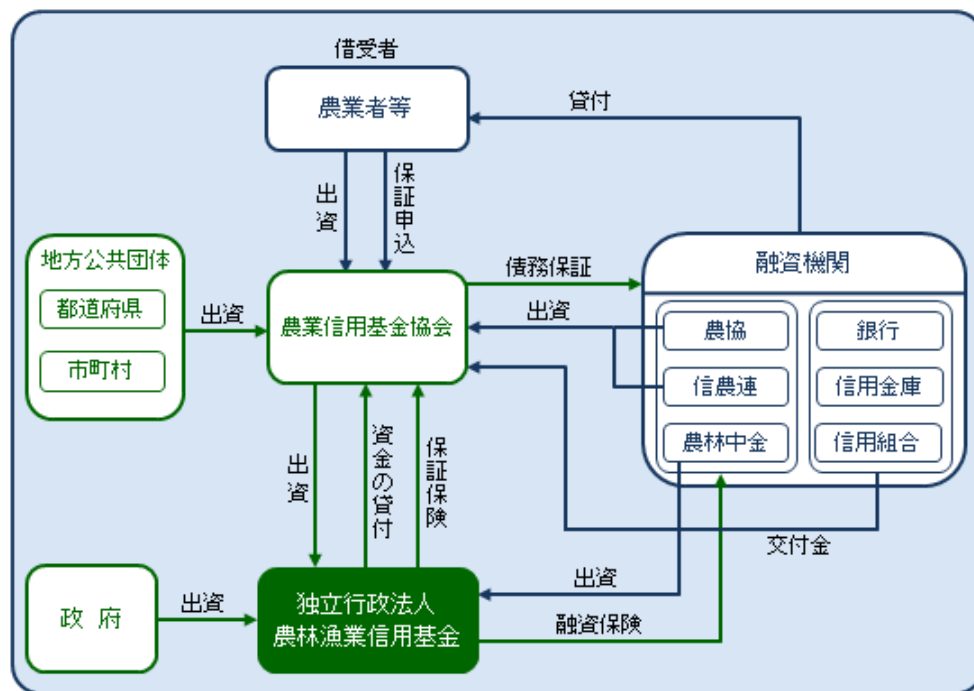 借受者
農業者等
貸付
出資
保証申込
地方公共団体
都道府県
市町村
出資
農業信用基金協会
債務保証
出資
融資機関
農協
信農連
農林中金
銀行
信用金庫
信用組合
出資
資金の貸付
保証保険
交付金
政府
出資
独立行政法人
農林漁業信用基金
出資
融資保険